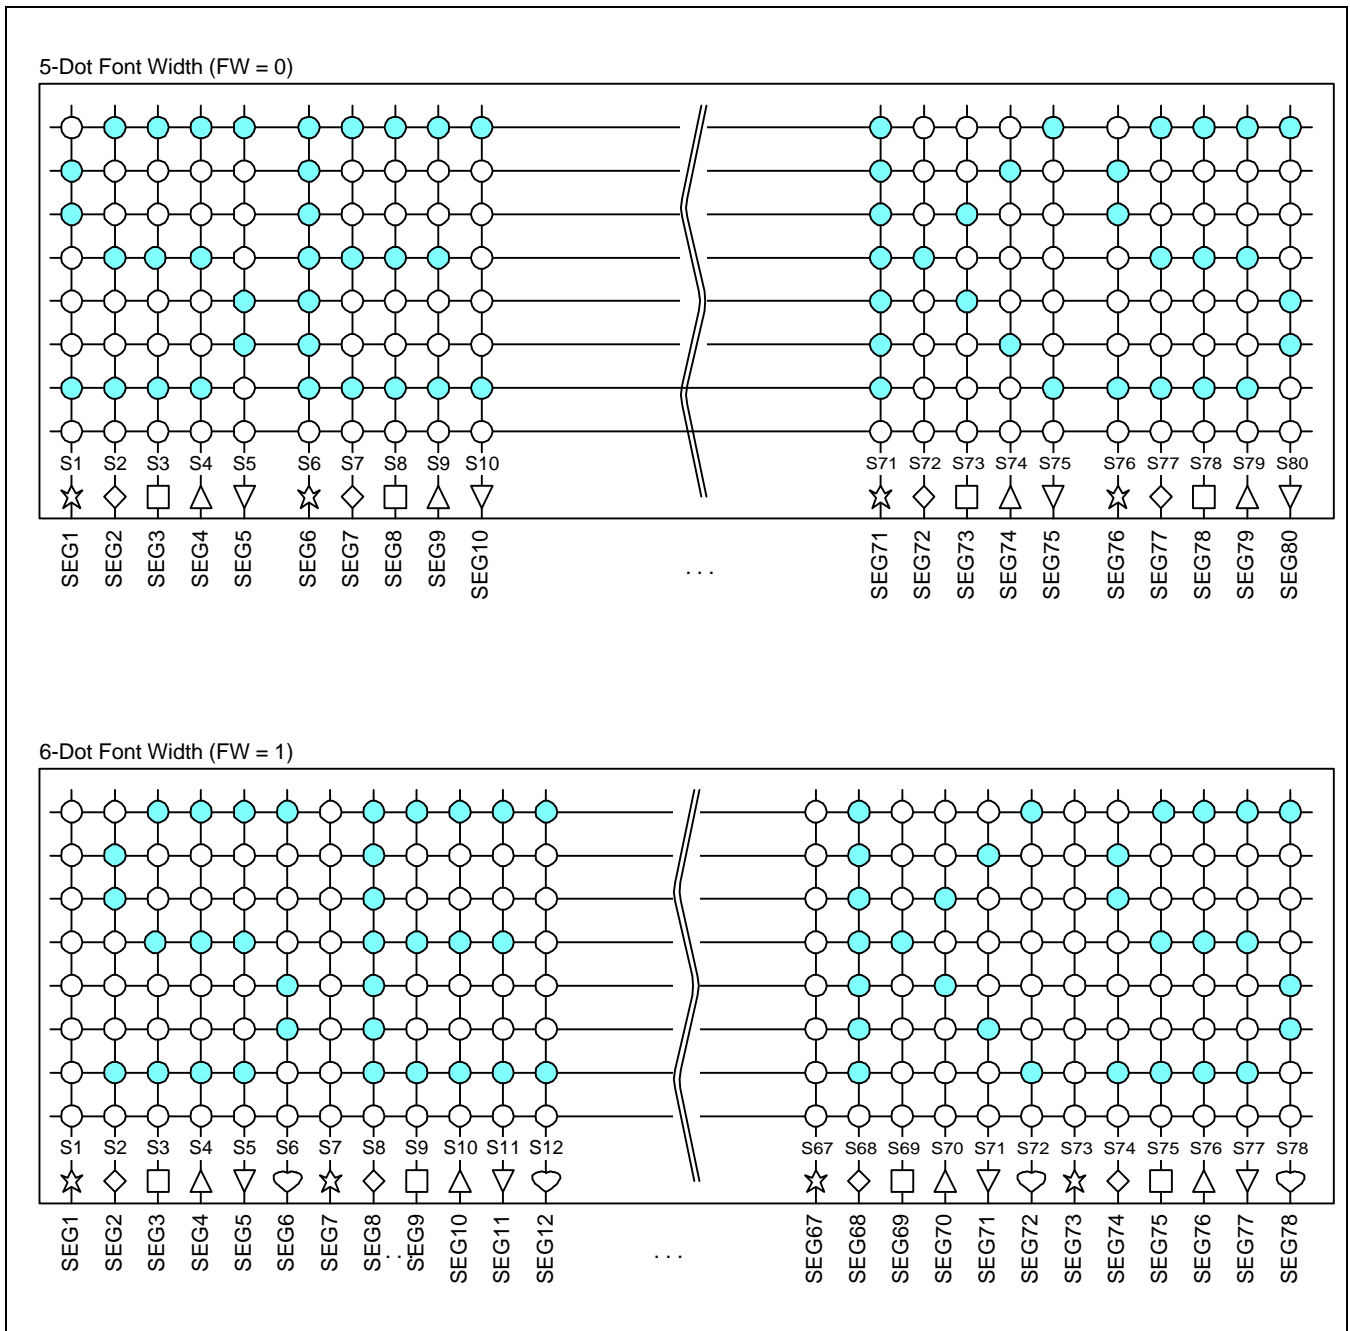 5-Dot Font Width (FW = 0)
S1 S2 S3 S4 S5 S6 S7 S8 S9 S10 S71 S72 S73 S74 S75 S76 S77 S78 S79 S80
SEG1 SEG2 SEG3 SEG4 SEG5 SEG6 SEG7 SEG8 SEG9 SEG10 . . . SEG71 SEG72 SEG73 SEG74 SEG75 SEG76 SEG77 SEG78 SEG79 SEG80
6-Dot Font Width (FW = 1)
S1 S2 S3 S4 S5 S6 S7 S8 S9 S10 S11 S12 S67 S68 S69 S70 S71 S72 S73 S74 S75 S76 S77 S78
SEG1 SEG2 SEG3 SEG4 SEG5 SEG6 SEG7 SEG8 . . . SEG9 SEG10 SEG11 SEG12 . . . SEG67 SEG68 SEG69 SEG70 SEG71 SEG72 SEG73 SEG74 SEG75 SEG76 SEG77 SEG78